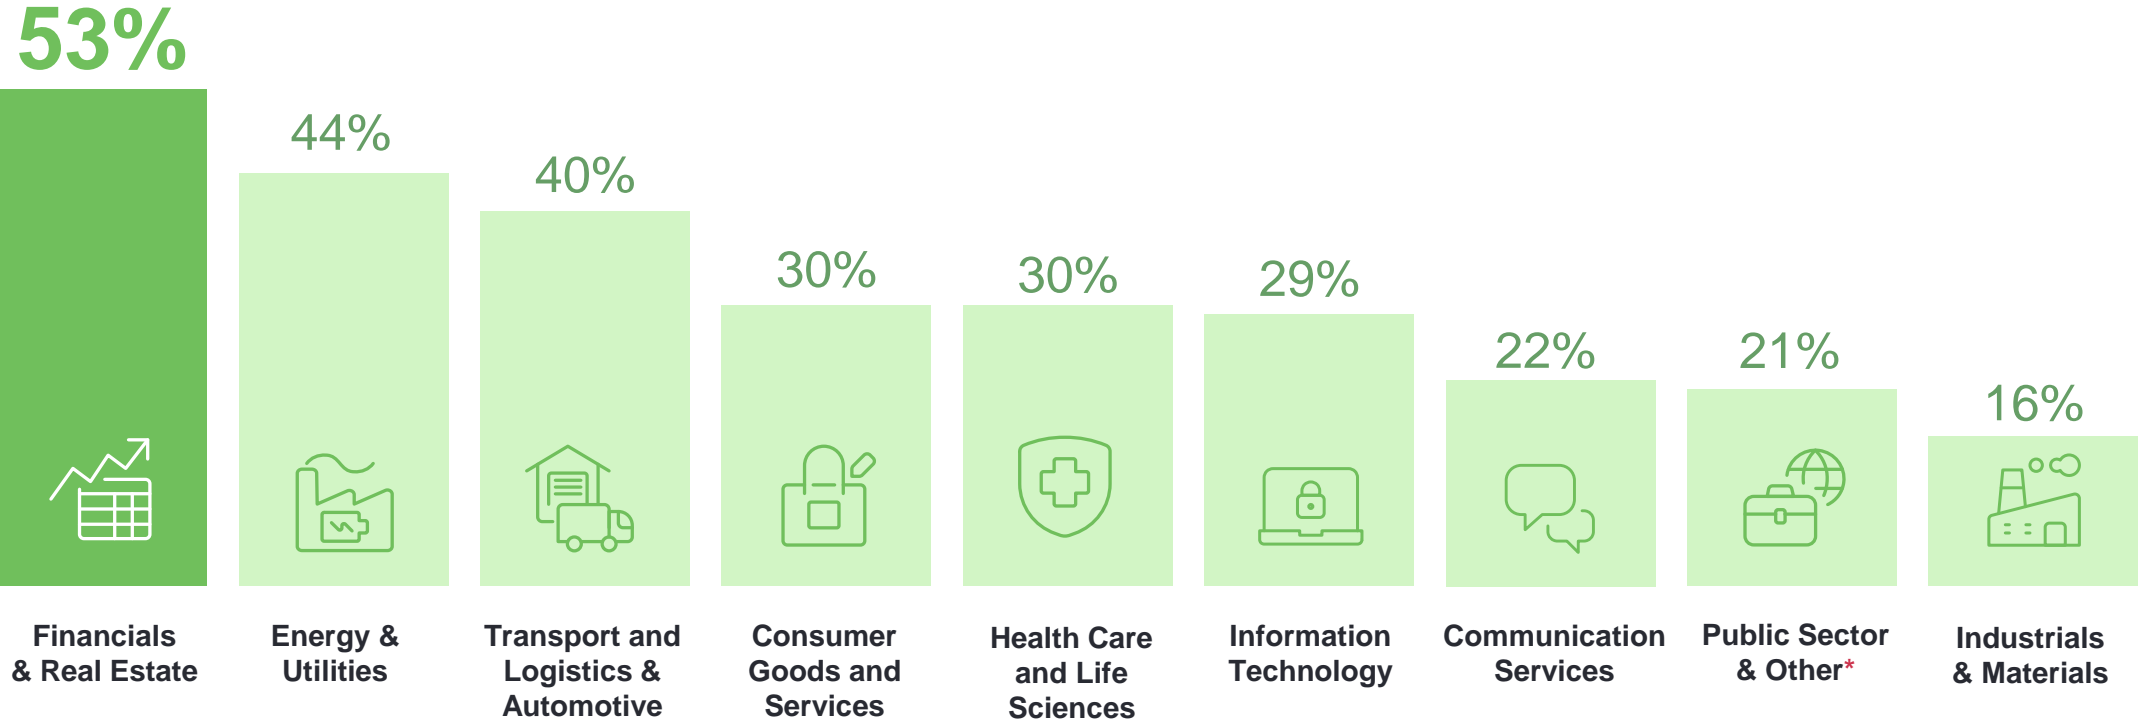 53%
44%
40%
30%
30%
29%
22%
21%
16%
Financials
& Real Estate
Energy &
Utilities
Transport and
Logistics &
Automotive
Consumer
Goods and
Services
Health Care
and Life
Sciences
Information
Technology
Communication
Services
Public Sector
& Other*
Industrials
& Materials